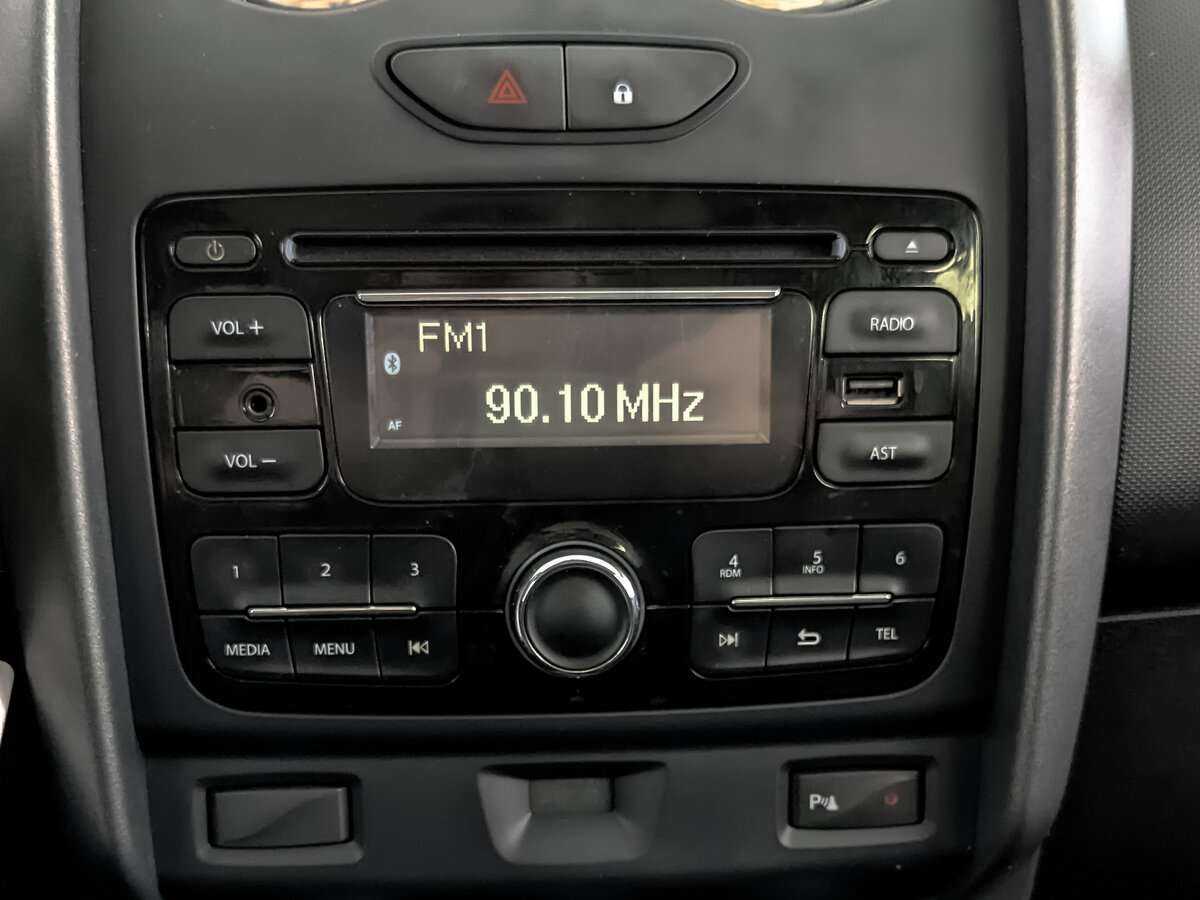 VOL +
FM1
RADIO
AF
90.10 MHz
VOL −
AST
1 2 3
4 RDM
5 INFO
6
MEDIA MENU
TEL
P